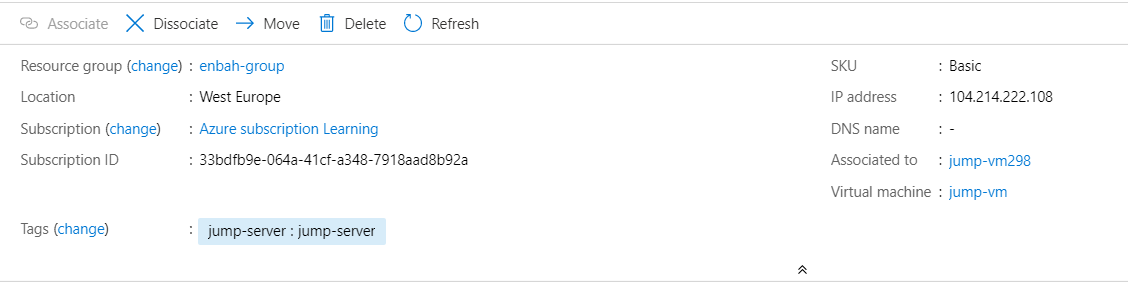 Associate Dissociate Move Delete Refresh
Resource group (change) : enbah-group
Location : West Europe
Subscription (change) : Azure subscription Learning
Subscription ID : 33bdfb9e-064a-41cf-a348-7918aad8b92a
Tags (change) : jump-server : jump-server
SKU : Basic
IP address : 104.214.222.108
DNS name : -
Associated to : jump-vm298
Virtual machine : jump-vm